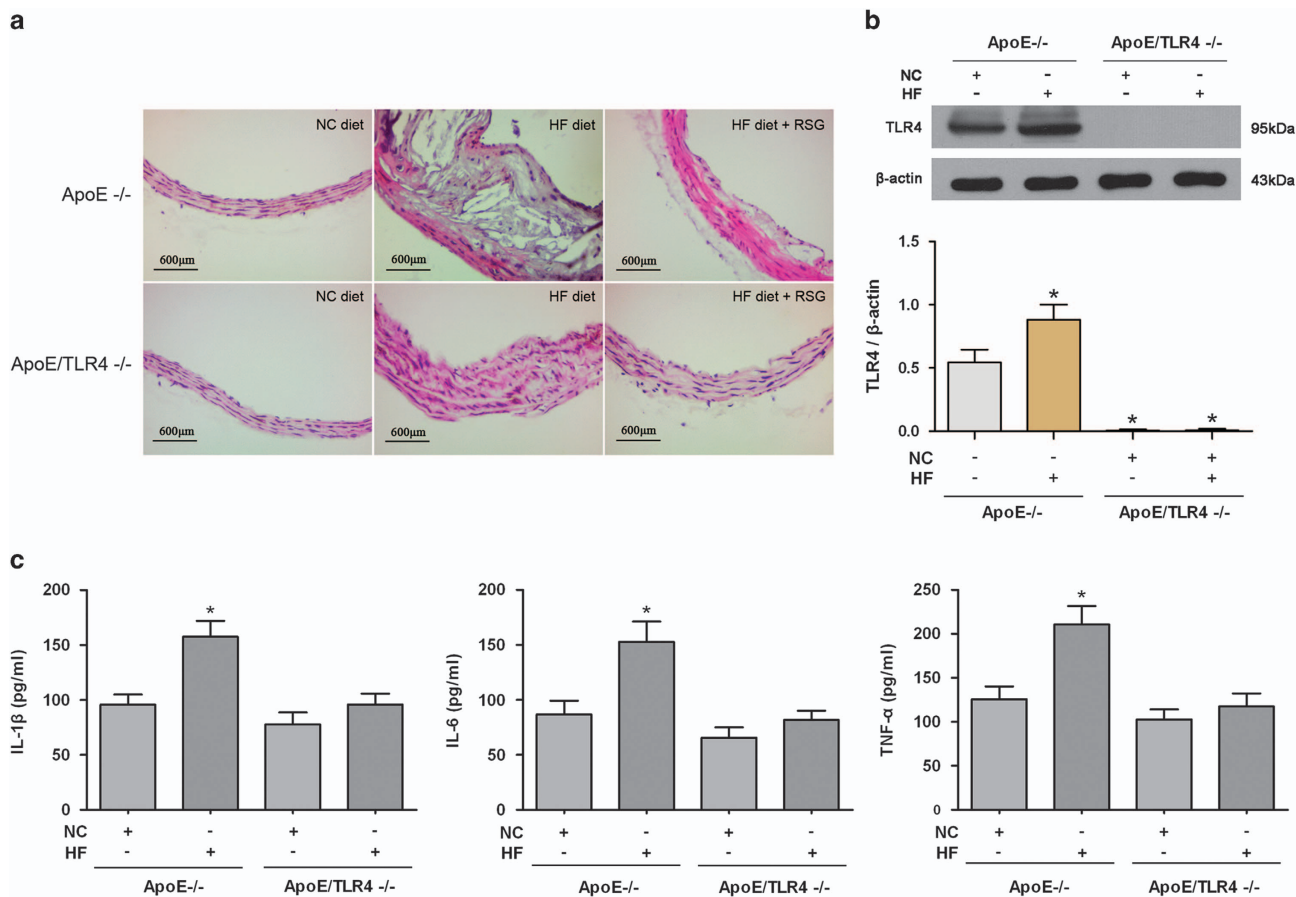 a
NC diet
HF diet
HF diet + RSG
ApoE -/-
600μm
600μm
600μm
NC diet
HF diet
HF diet + RSG
ApoE/TLR4 -/-
600μm
600μm
600μm
b
ApoE-/- ApoE/TLR4 -/-
NC + - + -
HF - + - +
TLR4 95kDa
β-actin 43kDa
1.5
1.0
0.5
0.0
TLR4 / β-actin
* * *
NC - - + +
HF - + - +
ApoE-/- ApoE/TLR4 -/-
c
200
150
100
50
0
IL-1β (pg/ml)
*
NC + - + -
HF - + - +
ApoE-/- ApoE/TLR4 -/-
200
150
100
50
0
IL-6 (pg/ml)
*
NC + - + -
HF - + - +
ApoE-/- ApoE/TLR4 -/-
250
200
150
100
50
0
TNF-α (pg/ml)
*
NC + - + -
HF - + - +
ApoE-/- ApoE/TLR4 -/-